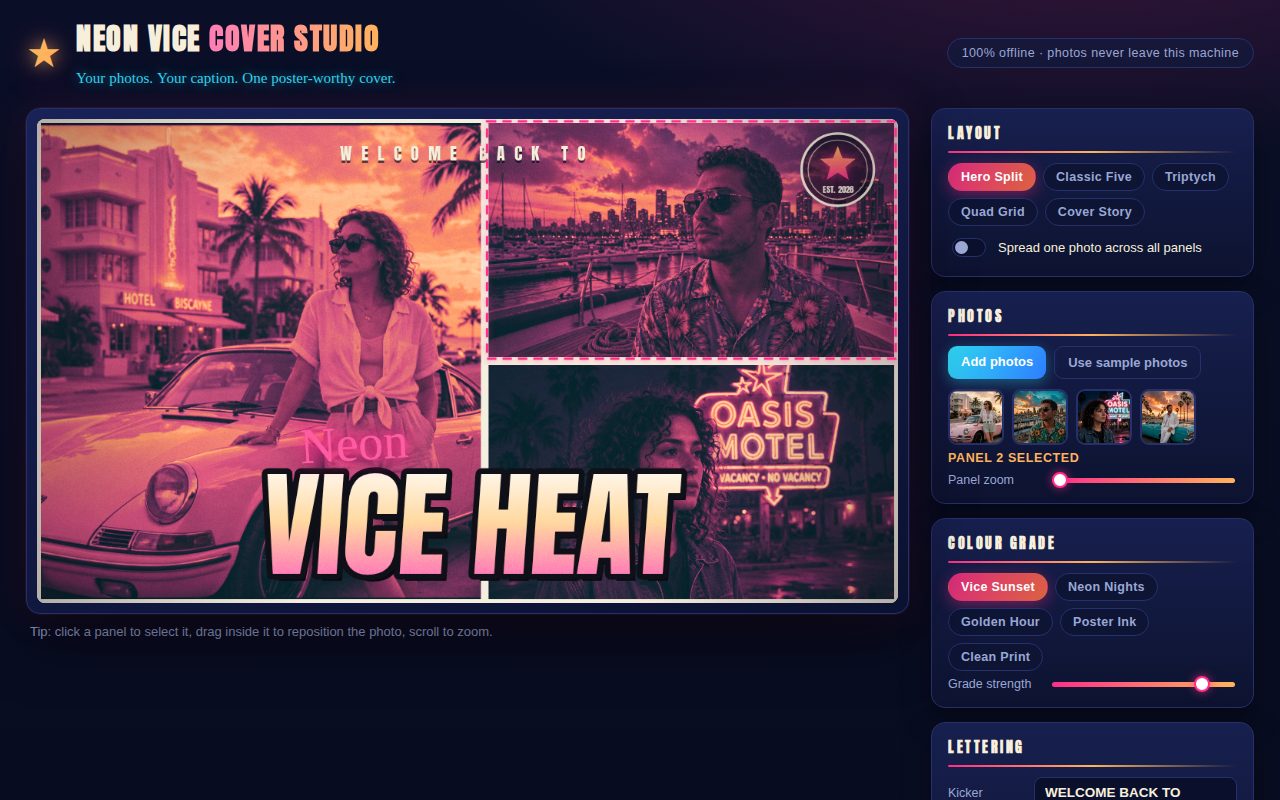 NEON VICE COVER STUDIO
Your photos. Your caption. One poster-worthy cover.
100% offline · photos never leave this machine
WELCOME BACK TO
EST. 2026
HOTEL BISCAYNE
OASIS
MOTEL
VACANCY • NO VACANCY
Neon
VICE HEAT
Tip: click a panel to select it, drag inside it to reposition the photo, scroll to zoom.
LAYOUT
Hero Split
Classic Five
Triptych
Quad Grid
Cover Story
Spread one photo across all panels
PHOTOS
Add photos
Use sample photos
OASIS
MOTEL
PANEL 2 SELECTED
Panel zoom
COLOUR GRADE
Vice Sunset
Neon Nights
Golden Hour
Poster Ink
Clean Print
Grade strength
LETTERING
Kicker
WELCOME BACK TO